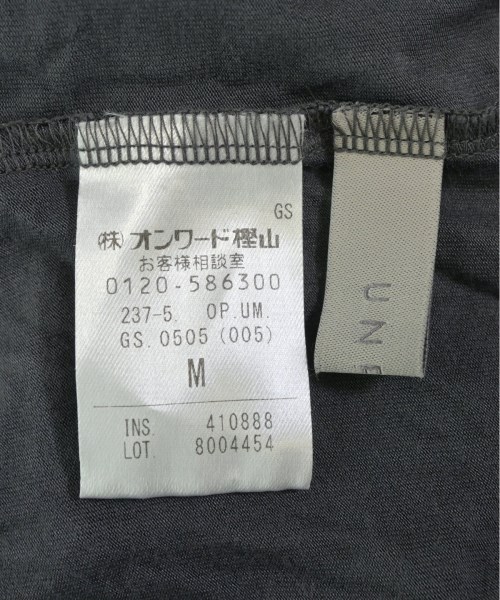 GS
㈱オンワード樫山
お客様相談室
0120-586300
237-5. OP.UM.
GS.0505(005)
M
INS. 410888
LOT. 8004454
UNE